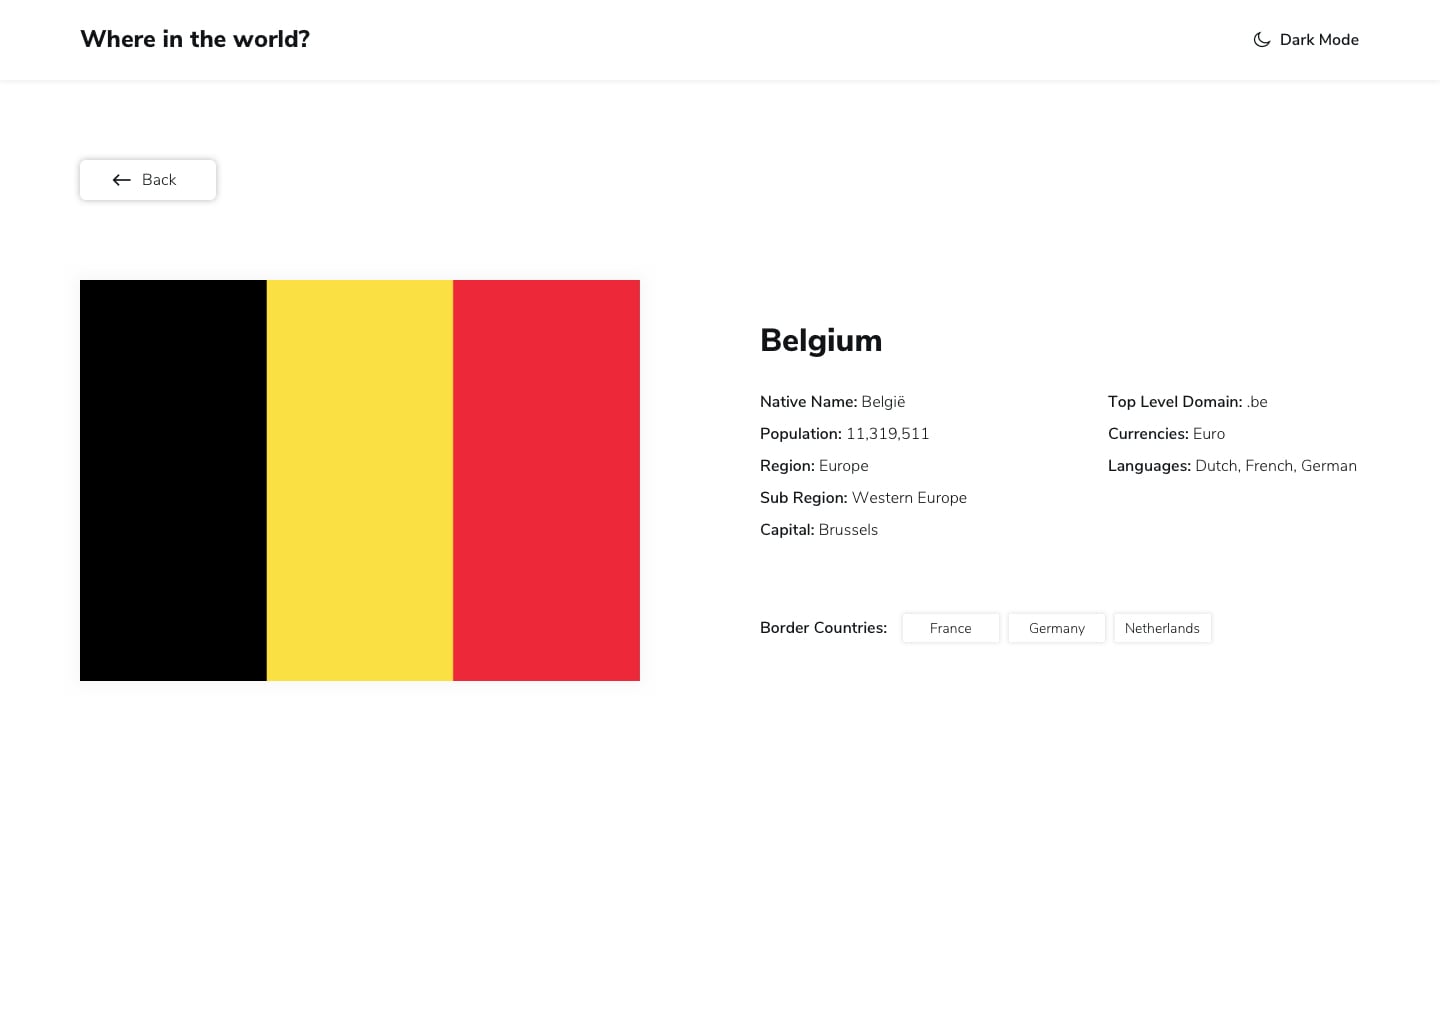 Where in the world?
Dark Mode
Back
Belgium
Native Name: België
Population: 11,319,511
Region: Europe
Sub Region: Western Europe
Capital: Brussels
Top Level Domain: .be
Currencies: Euro
Languages: Dutch, French, German
Border Countries: France Germany Netherlands